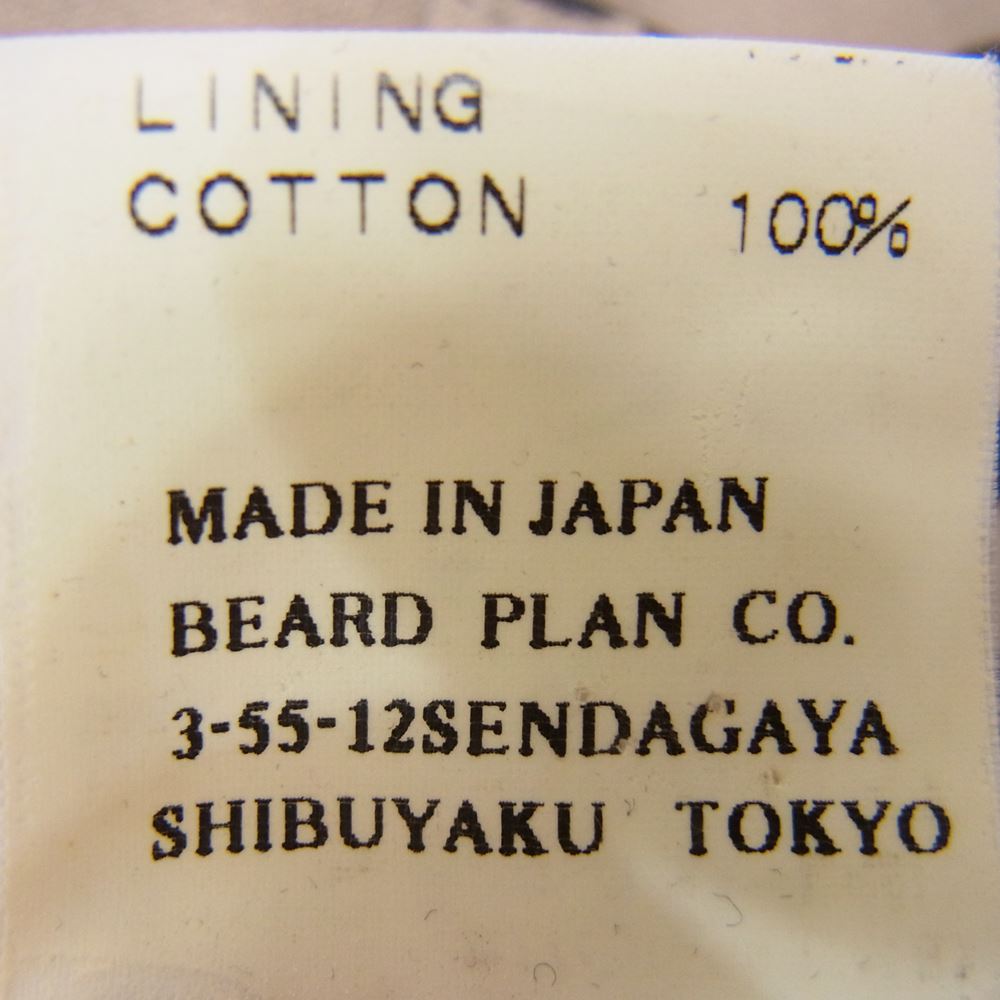 LINING
COTTON 100%
MADE IN JAPAN
BEARD PLAN CO.
3-55-12SENDAGAYA
SHIBUYAKU TOKYO